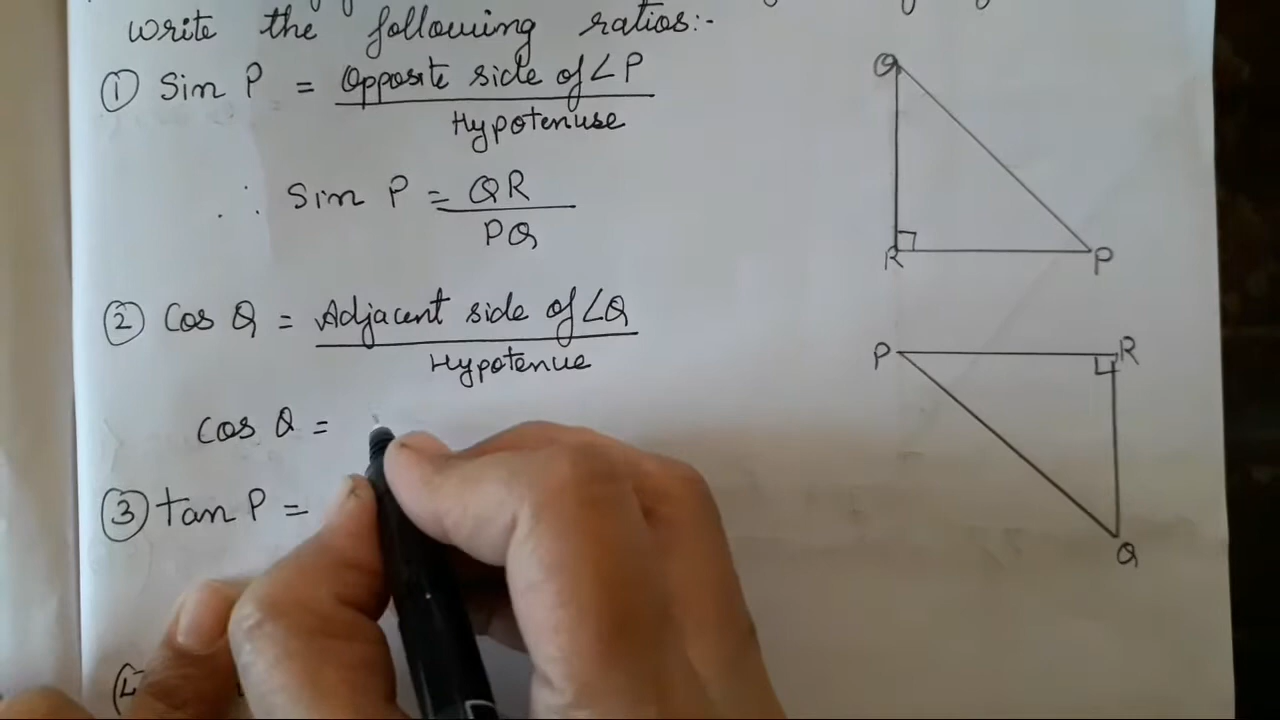 write the following ratios:-
① Sin P = Opposite side of ∠P
Hypotenuse
∴ Sin P = QR
PQ
② Cos Q = Adjacent side of ∠Q
Hypotenue
Cos Q =
③ tan P =
Q
R
P
P
R
Q